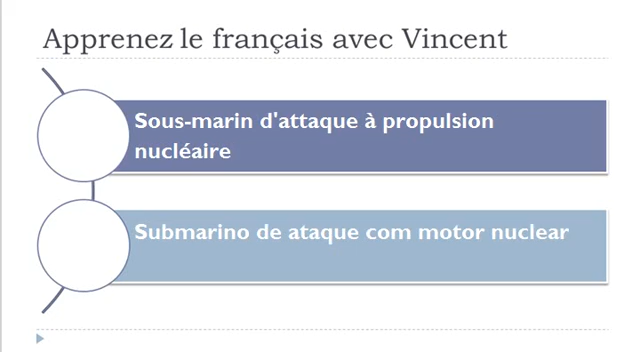 Apprenez le français avec Vincent
Sous-marin d'attaque à propulsion
nucléaire
Submarino de ataque com motor nuclear